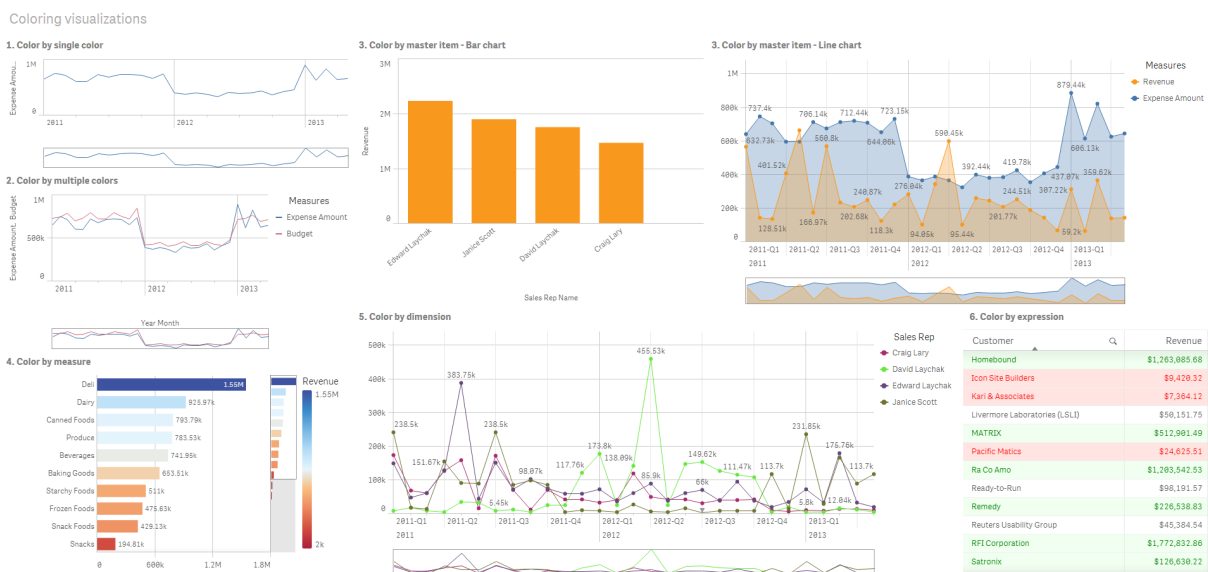 Coloring visualizations
1. Color by single color
Expense Amou...
1M
0
2011
2012
2013
2. Color by multiple colors
Expense Amount, Budget
1M
500k
0
2011
2012
2013
Year Month
Measures
Expense Amount
Budget
3. Color by master item - Bar chart
Revenue
3M
2M
1M
0
Edward Laychak
Janice Scott
David Laychak
Craig Lary
Sales Rep Name
3. Color by master item - Line chart
1M
800k
600k
400k
200k
0
737.4k
632.73k
401.52k
128.51k
706.14k
560.8k
166.97k
712.44k
202.68k
240.87k
644.06k
118.3k
723.15k
276.04k
94.05k
590.45k
95.44k
392.44k
201.77k
419.78k
244.51k
307.22k
437.07k
59.2k
879.44k
606.13k
359.62k
2011-Q1
2011-Q2
2011-Q3
2011-Q4
2012-Q1
2012-Q2
2012-Q3
2012-Q4
2013-Q1
2011
2012
2013
Measures
Revenue
Expense Amount
4. Color by measure
Deli
1.55M
Dairy
925.97k
Canned Foods
793.79k
Produce
783.53k
Beverages
741.95k
Baking Goods
653.51k
Starchy Foods
511k
Frozen Foods
475.63k
Snack Foods
429.13k
Snacks
194.81k
0
600k
1.2M
1.8M
Revenue
1.55M
2k
5. Color by dimension
500k
400k
300k
200k
100k
0
238.5k
151.67k
383.75k
238.5k
5.45k
98.07k
117.76k
173.8k
138.09k
455.53k
85.9k
149.62k
66k
111.47k
113.7k
231.85k
5.8k
175.76k
12.04k
113.7k
2011-Q1
2011-Q2
2011-Q3
2011-Q4
2012-Q1
2012-Q2
2012-Q3
2012-Q4
2013-Q1
2011
2012
2013
Sales Rep
Craig Lary
David Laychak
Edward Laychak
Janice Scott
6. Color by expression
Customer Revenue
Homebound $1,263,085.68
Icon Site Builders $9,420.32
Kari & Associates $7,364.12
Livermore Laboratories (LSLI) $50,151.75
MATRIX $512,901.49
Pacific Matics $24,625.51
Ra Co Amo $1,203,542.53
Ready-to-Run $98,191.57
Remedy $226,538.83
Reuters Usability Group $45,384.54
RFI Corporation $1,772,832.86
Satronix $126,630.22